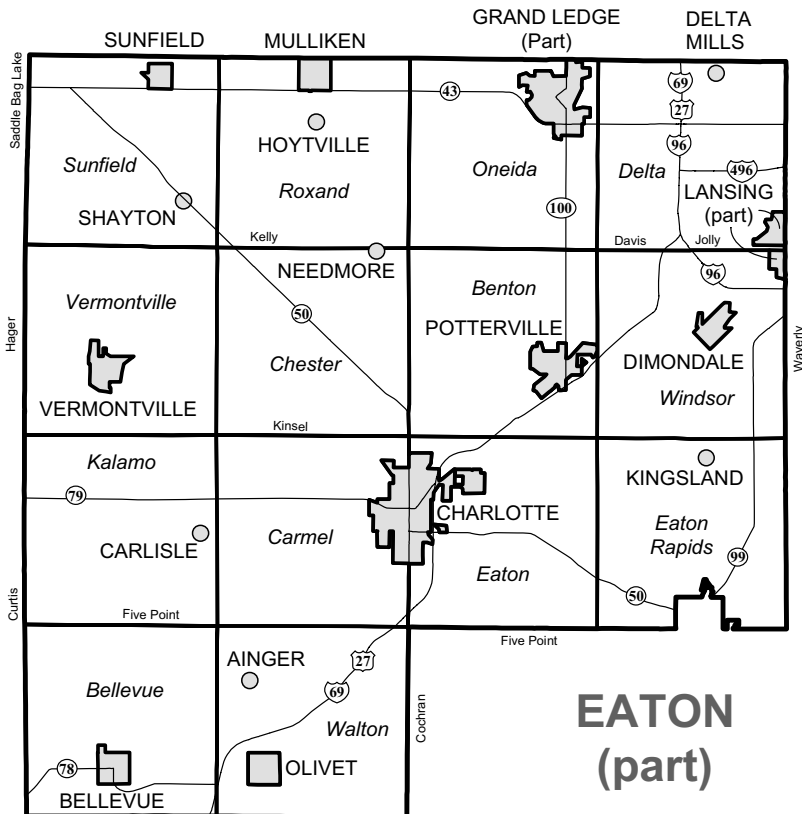 GRAND LEDGE
(Part)
DELTA
MILLS
SUNFIELD
MULLIKEN
Saddle Bag Lake
43
69
27
96
496
HOYTVILLE
Sunfield
Roxand
Oneida
Delta
LANSING
(part)
SHAYTON
100
Kelly
Davis
Jolly
NEEDMORE
96
Vermontville
Benton
50
POTTERVILLE
Hager
Waverly
Chester
DIMONDALE
VERMONTVILLE
Windsor
Kinsel
Kalamo
KINGSLAND
79
CHARLOTTE
Carmel
CARLISLE
Eaton
Rapids
99
Eaton
50
Curtis
Five Point
Five Point
AINGER
27
69
Bellevue
Walton
Cochran
EATON
(part)
78
OLIVET
BELLEVUE